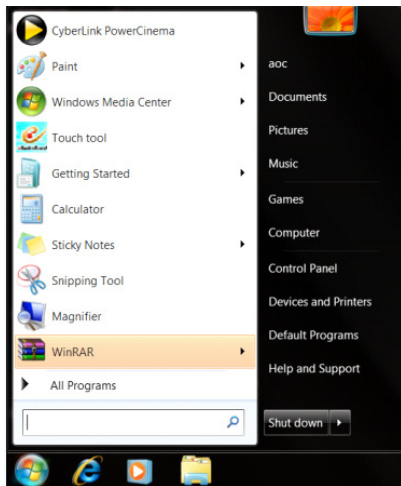 CyberLink PowerCinema
Paint
Windows Media Center
Touch tool
Getting Started
Calculator
Sticky Notes
Snipping Tool
Magnifier
WinRAR
All Programs
aoc
Documents
Pictures
Music
Games
Computer
Control Panel
Devices and Printers
Default Programs
Help and Support
Shut down